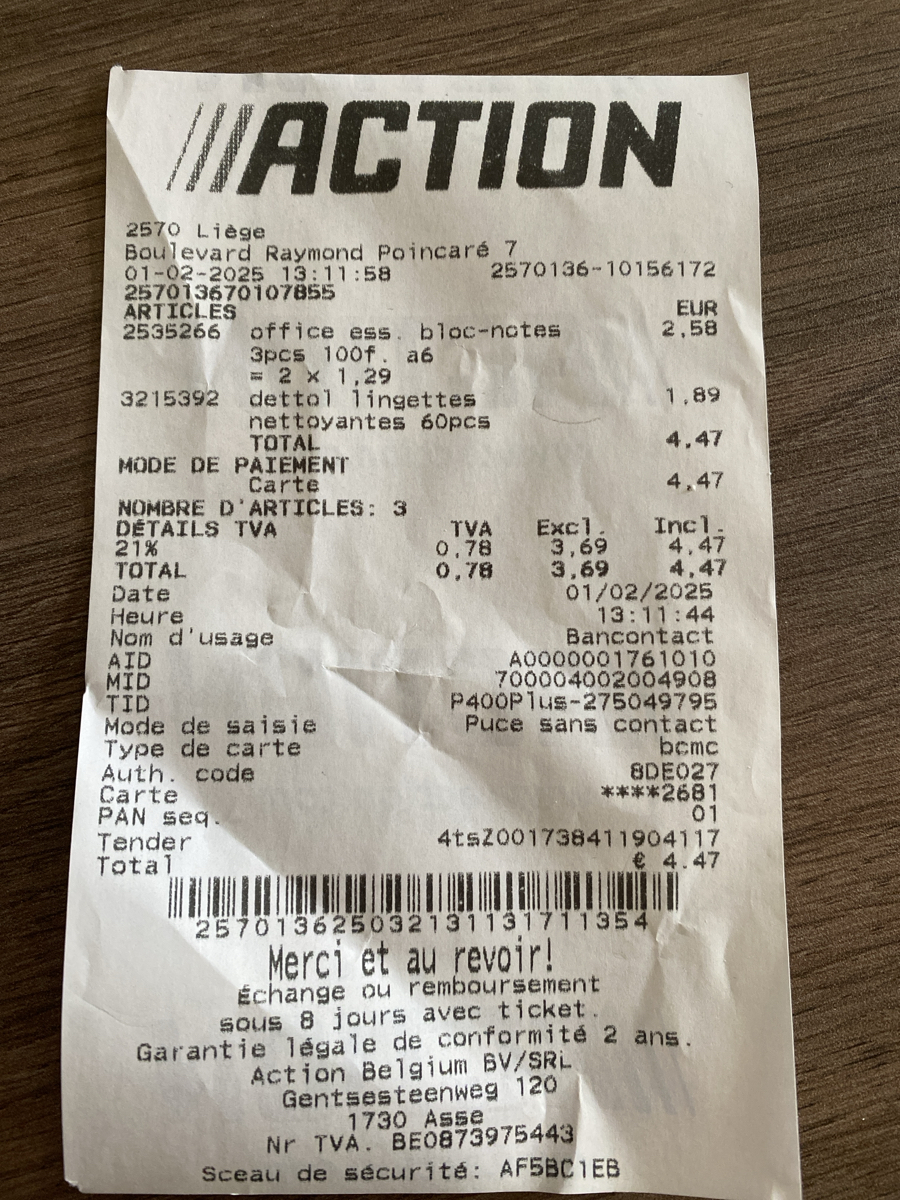 ACTION
2570 Liège
Boulevard Raymond Poincaré 7
01-02-2025 13:11:58 2570136-10156172
257013670107855
ARTICLES EUR
2535266 office ess. bloc-notes 2,58
3pcs 100f. a6
= 2 x 1,29
3215392 dettol lingettes 1,89
nettoyantes 60pcs
TOTAL 4,47
MODE DE PAIEMENT
Carte 4,47
NOMBRE D'ARTICLES: 3
DÉTAILS TVA TVA Excl. Incl.
21% 0,78 3,69 4,47
TOTAL 0,78 3,69 4,47
Date 01/02/2025
Heure 13:11:44
Nom d'usage Bancontact
AID A0000001761010
MID 700004002004908
TID P400Plus-275049795
Mode de saisie Puce sans contact
Type de carte bcmc
Auth. code 8DE027
Carte ****2681
PAN seq. 01
Tender 4tsZ001738411904117
Total € 4.47
257013625032131131711354
Merci et au revoir!
Échange ou remboursement
sous 8 jours avec ticket.
Garantie légale de conformité 2 ans.
Action Belgium BV/SRL
Gentsesteenweg 120
1730 Asse
Nr TVA. BE0873975443
Sceau de sécurité: AF5BC1EB